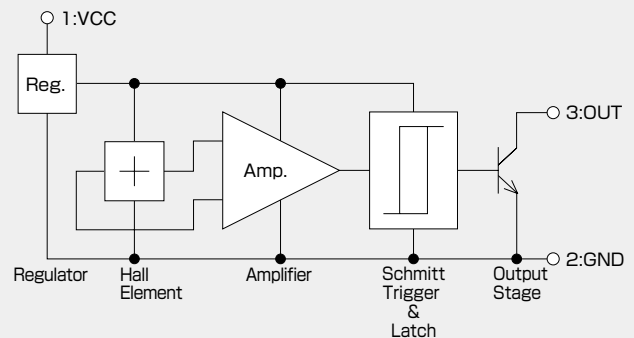 1:VCC
Reg.
3:OUT
Amp.
2:GND
Regulator
Hall
Element
Amplifier
Schmitt
Trigger
&
Latch
Output
Stage